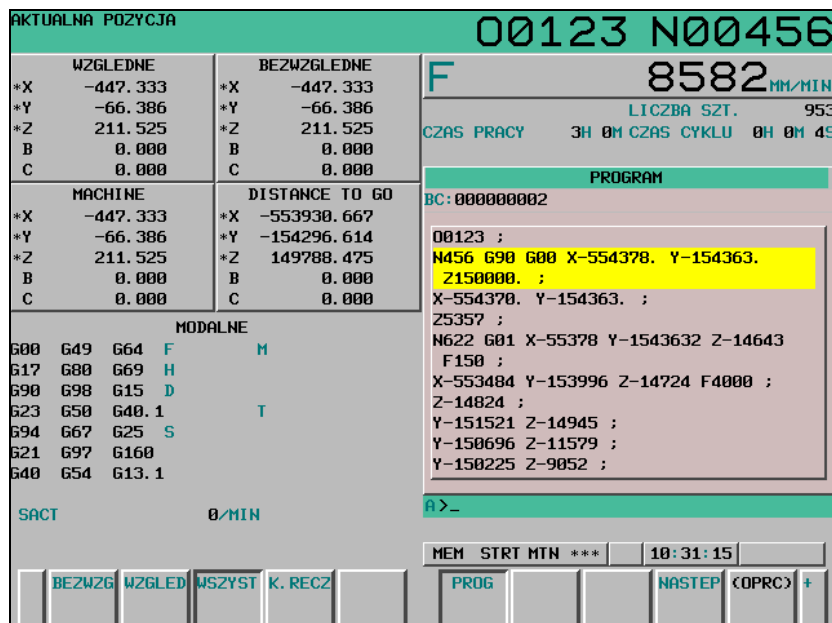 AKTUALNA POZYCJA
O0123 N00456
WZGLEDNE
*X -447.333
*Y -66.386
*Z 211.525
B 0.000
C 0.000
BEZWZGLEDNE
*X -447.333
*Y -66.386
*Z 211.525
B 0.000
C 0.000
F 8582 MM/MIN
LICZBA SZT. 953
CZAS PRACY 3H 0M CZAS CYKLU 0H 0M
MACHINE
*X -447.333
*Y -66.386
*Z 211.525
B 0.000
C 0.000
DISTANCE TO GO
*X -553930.667
*Y -154296.614
*Z 149788.475
B 0.000
C 0.000
PROGRAM
BC:000000002
O0123 ;
N456 G90 G00 X-554378. Y-154363.
Z150000. ;
X-554370. Y-154363. ;
Z5357 ;
N622 G01 X-55378 Y-1543632 Z-14643
F150 ;
X-553484 Y-153996 Z-14724 F4000 ;
Z-14824 ;
Y-151521 Z-14945 ;
Y-150696 Z-11579 ;
Y-150225 Z-9052 ;
MODALNE
G00 G49 G64 F M
G17 G80 G69 H
G90 G98 G15 D
G23 G50 G40.1 T
G94 G67 G25 S
G21 G97 G160
G40 G54 G13.1
SACT 0/MIN
A>_
MEM STRT MTN *** 10:31:15
BEZWZG WZGLED WSZYST K.RECZ PROG NASTEP (OPRC) +